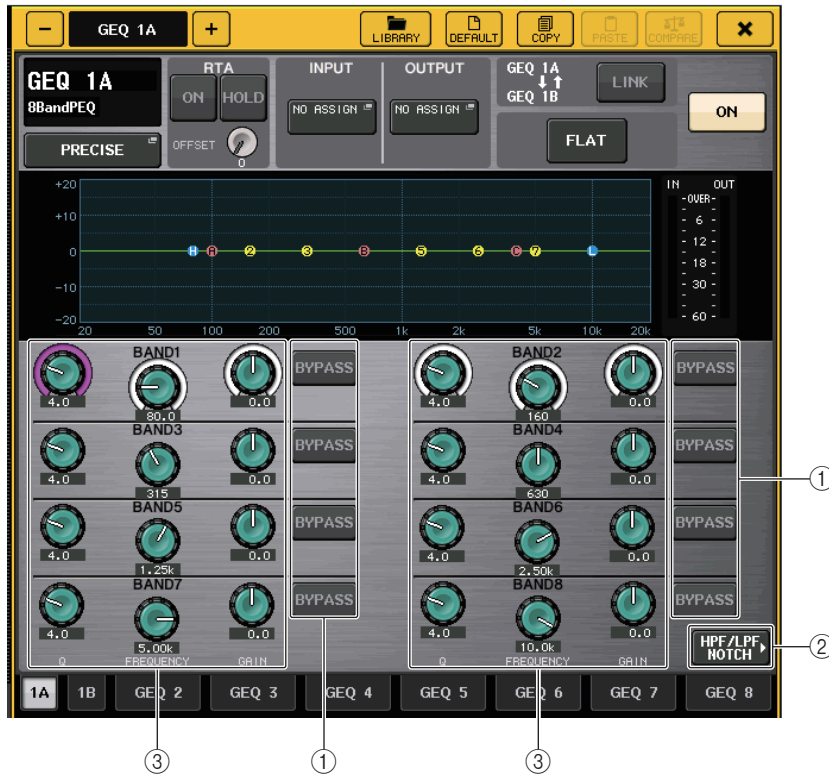 GEQ 1A
LIBRARY
DEFAULT
COPY
PASTE
COMPARE
GEQ 1A
8BandPEQ
PRECISE
RTA
ON
HOLD
OFFSET
0
INPUT
NO ASSIGN
OUTPUT
NO ASSIGN
GEQ 1A
GEQ 1B
LINK
FLAT
ON
+20
+10
0
-10
-20
20 50 100 200 500 1k 2k 5k 10k 20k
H A 2 3 B 5 6 C 7 L
IN OUT
-OVER-
- 6 -
- 12 -
- 18 -
- 30 -
- 60 -
BAND1
4.0 80.0 0.0
BYPASS
BAND2
4.0 160 0.0
BYPASS
BAND3
4.0 315 0.0
BYPASS
BAND4
4.0 630 0.0
BYPASS
BAND5
4.0 1.25k 0.0
BYPASS
BAND6
4.0 2.50k 0.0
BYPASS
BAND7
4.0 5.00k 0.0
BYPASS
BAND8
4.0 10.0k 0.0
BYPASS
Q FREQUENCY GAIN
Q FREQUENCY GAIN
HPF/LPF
NOTCH
1A 1B GEQ 2 GEQ 3 GEQ 4 GEQ 5 GEQ 6 GEQ 7 GEQ 8
①
②
③ ① ③